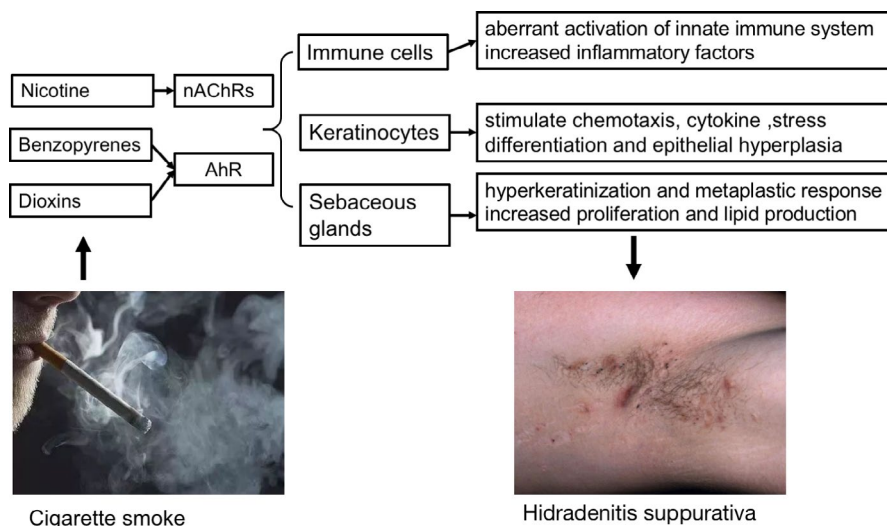 Immune cells
aberrant activation of innate immune system
increased inflammatory factors
Nicotine
nAChRs
Benzopyrenes
AhR
Dioxins
Keratinocytes
stimulate chemotaxis, cytokine ,stress
differentiation and epithelial hyperplasia
Sebaceous
glands
hyperkeratinization and metaplastic response
increased proliferation and lipid production
Cigarette smoke
Hidradenitis suppurativa